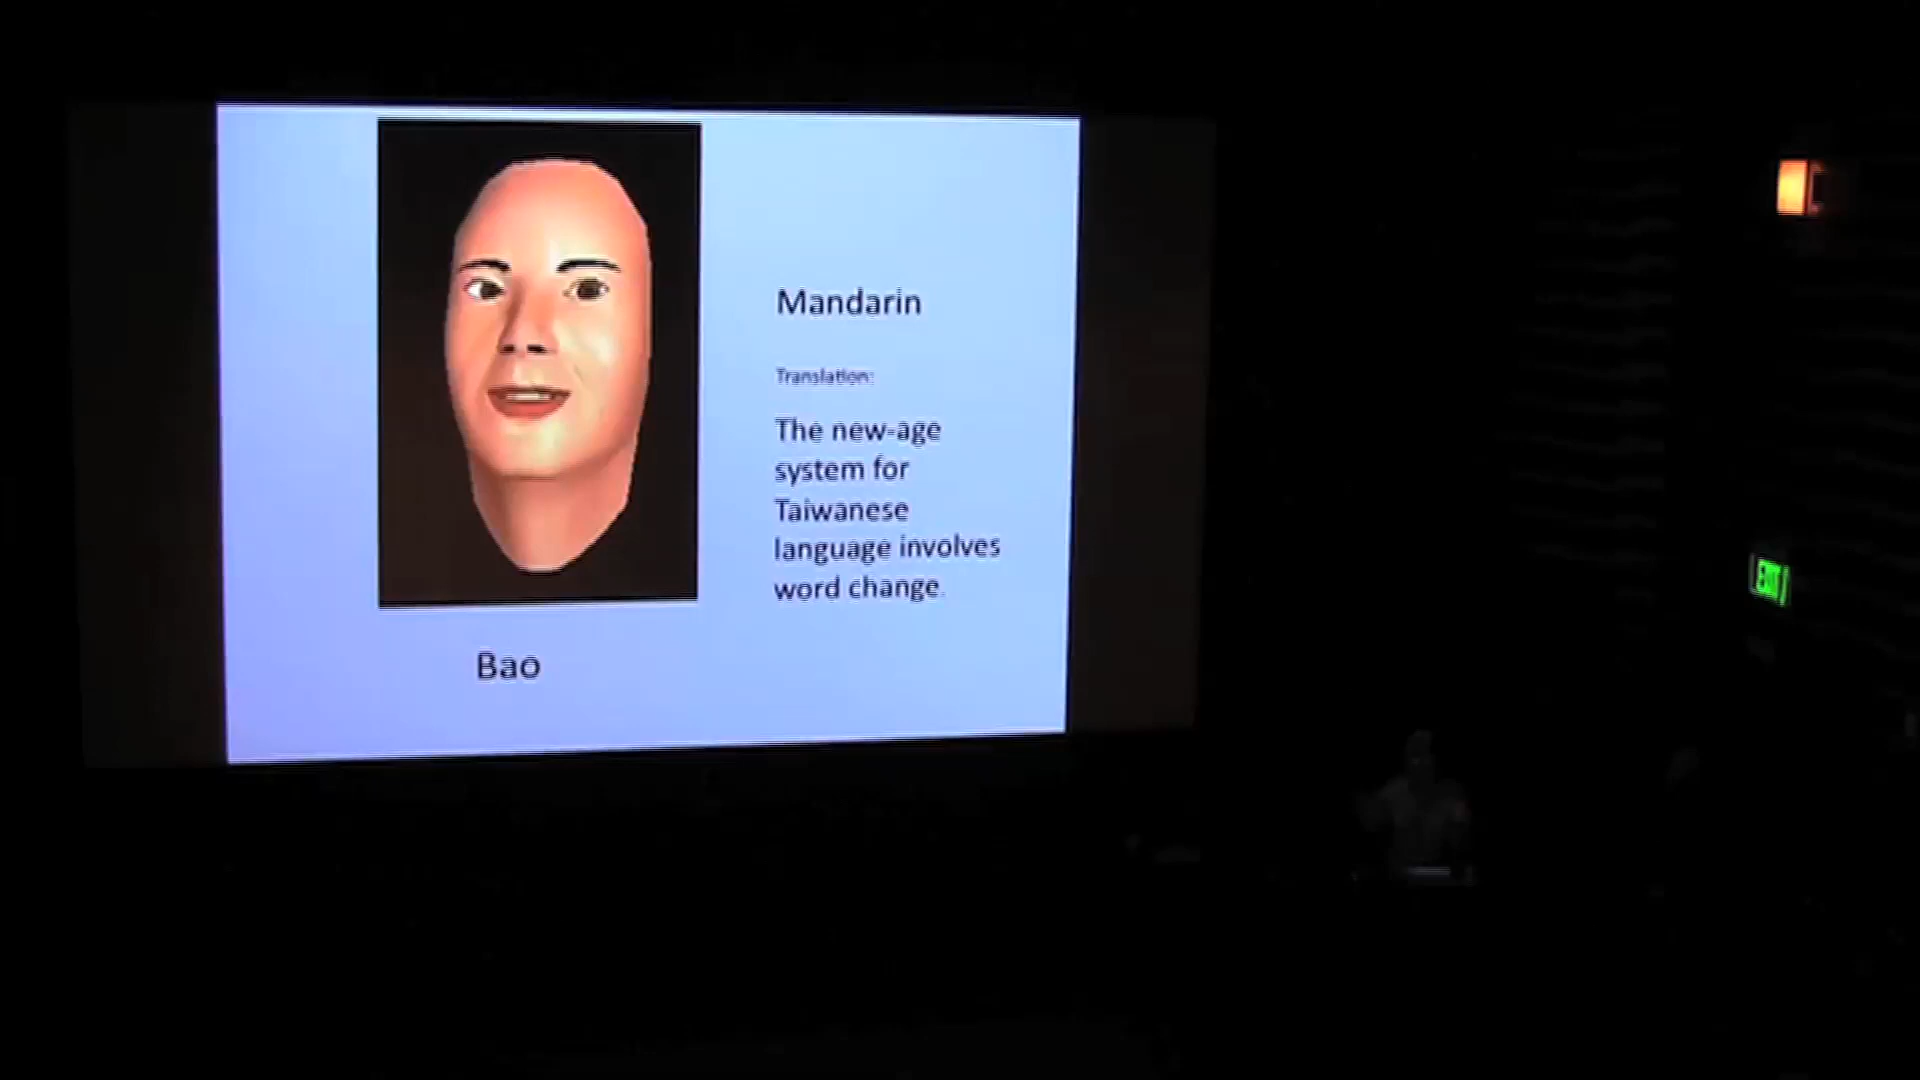 Mandarin
Translation:
The new-age
system for
Taiwanese
language involves
word change.
Bao
EXIT